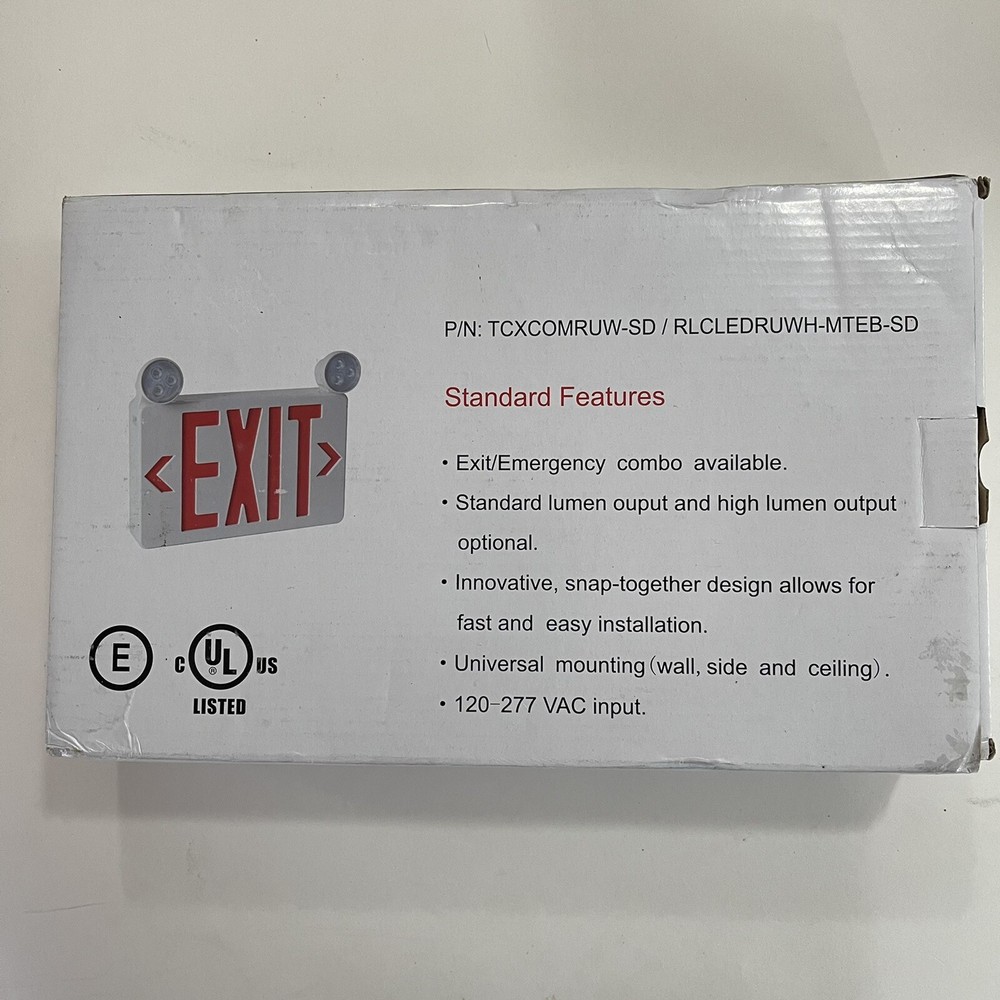 P/N: TCXCOMRUW-SD / RLCLEDRUWH-MTEB-SD
Standard Features
• Exit/Emergency combo available.
• Standard lumen ouput and high lumen output
optional.
• Innovative, snap-together design allows for
fast and easy installation.
• Universal mounting (wall, side and ceiling).
• 120-277 VAC input.
<EXIT>
E
C UL ® US
LISTED